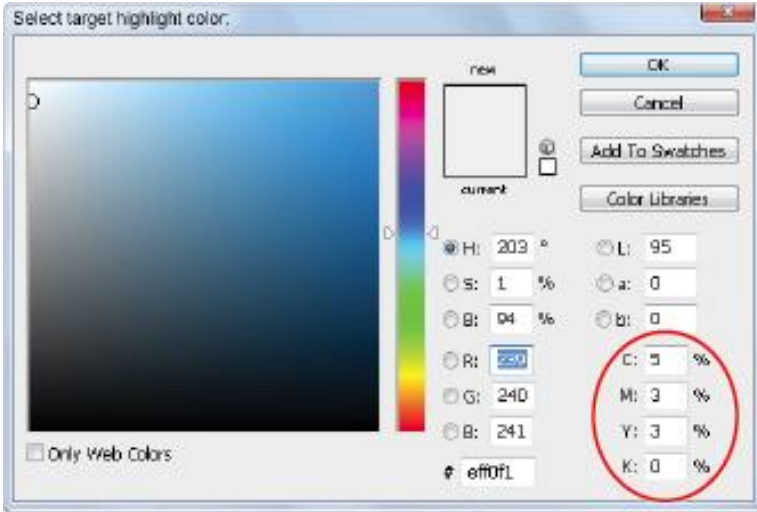 Select target highlight color:
new
current
OK
Cancel
Add To Swatches
Color Libraries
H: 203 °
S: 1 %
B: 94 %
R: 239
G: 240
B: 241
# eff0f1
L: 95
a: 0
b: 0
C: 5 %
M: 3 %
Y: 3 %
K: 0 %
Only Web Colors